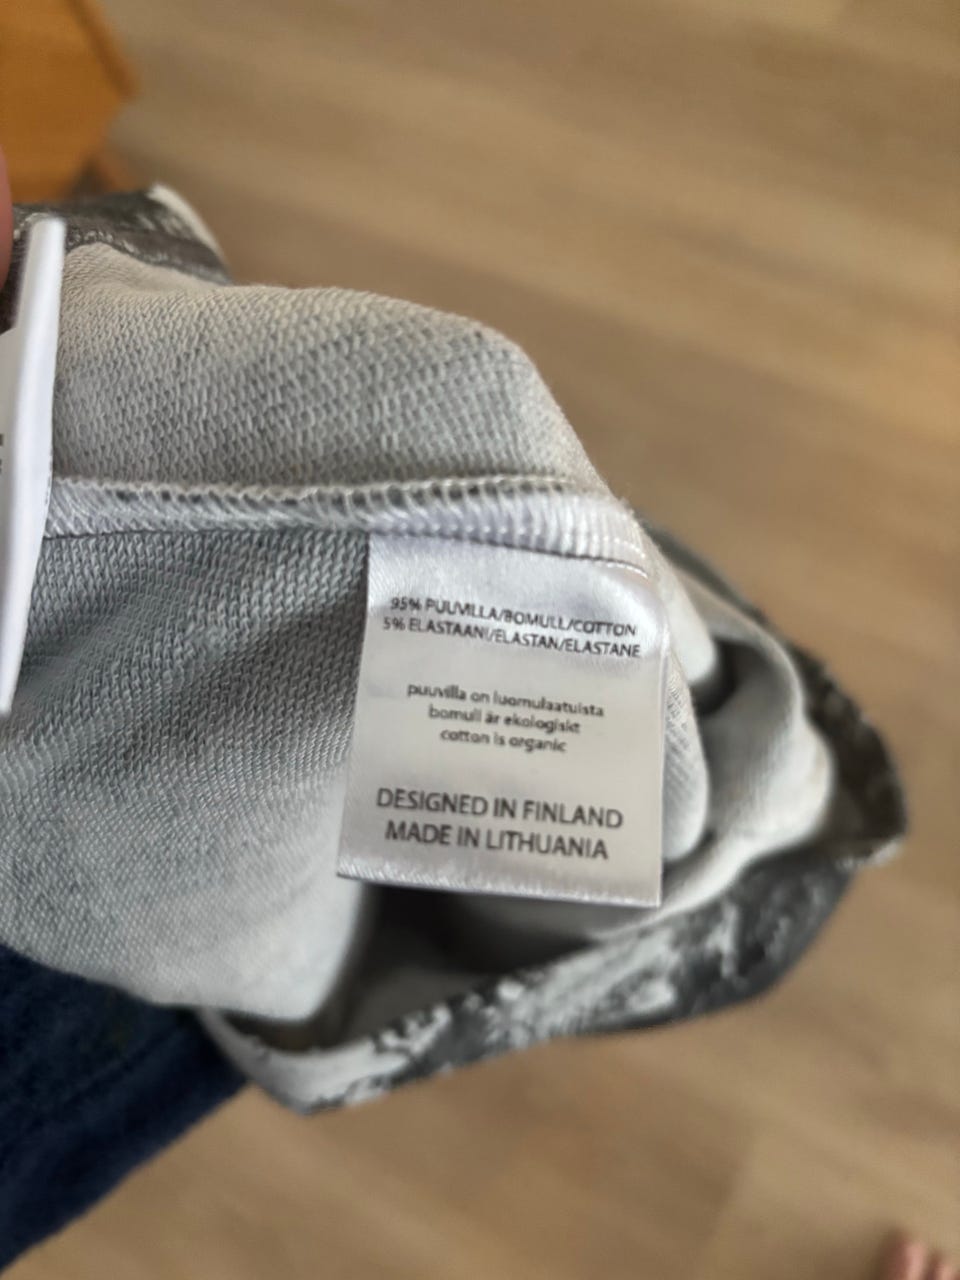 95% PUUVILLA/BOMULL/COTTON
5% ELASTAANI/ELASTAN/ELASTANE
puuvilla on luomulaatuista
bomull är ekologiskt
cotton is organic
DESIGNED IN FINLAND
MADE IN LITHUANIA